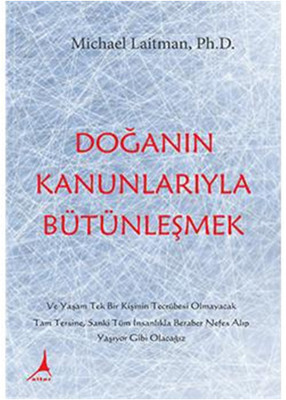 Michael Laitman, Ph.D.
DOĞANIN
KANUNLARIYLA
BÜTÜNLEŞMEK
Ve Yaşam Tek Bir Kişinin Tecrübesi Olmayacak
Tam Tersine, Sanki Tüm İnsanlıkla Beraber Nefes Alıp
Yaşıyor Gibi Olacağız
alter